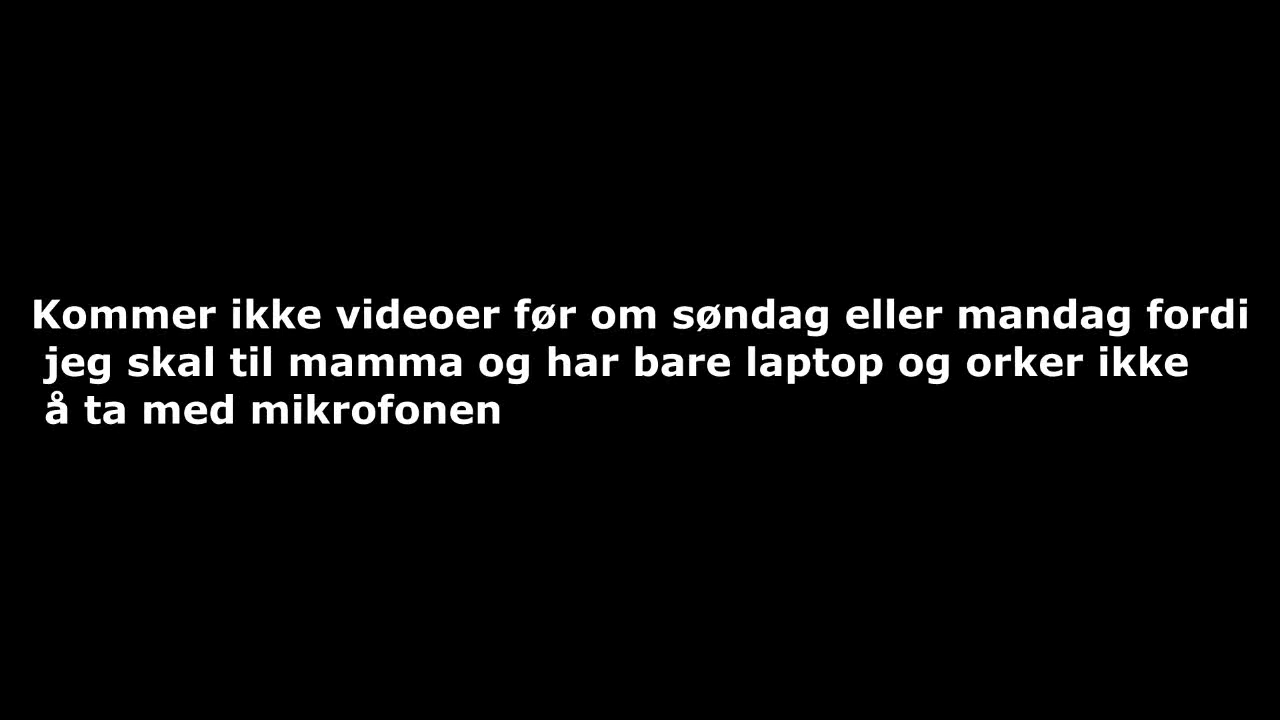 Kommer ikke videoer før om søndag eller mandag fordi
jeg skal til mamma og har bare laptop og orker ikke
å ta med mikrofonen